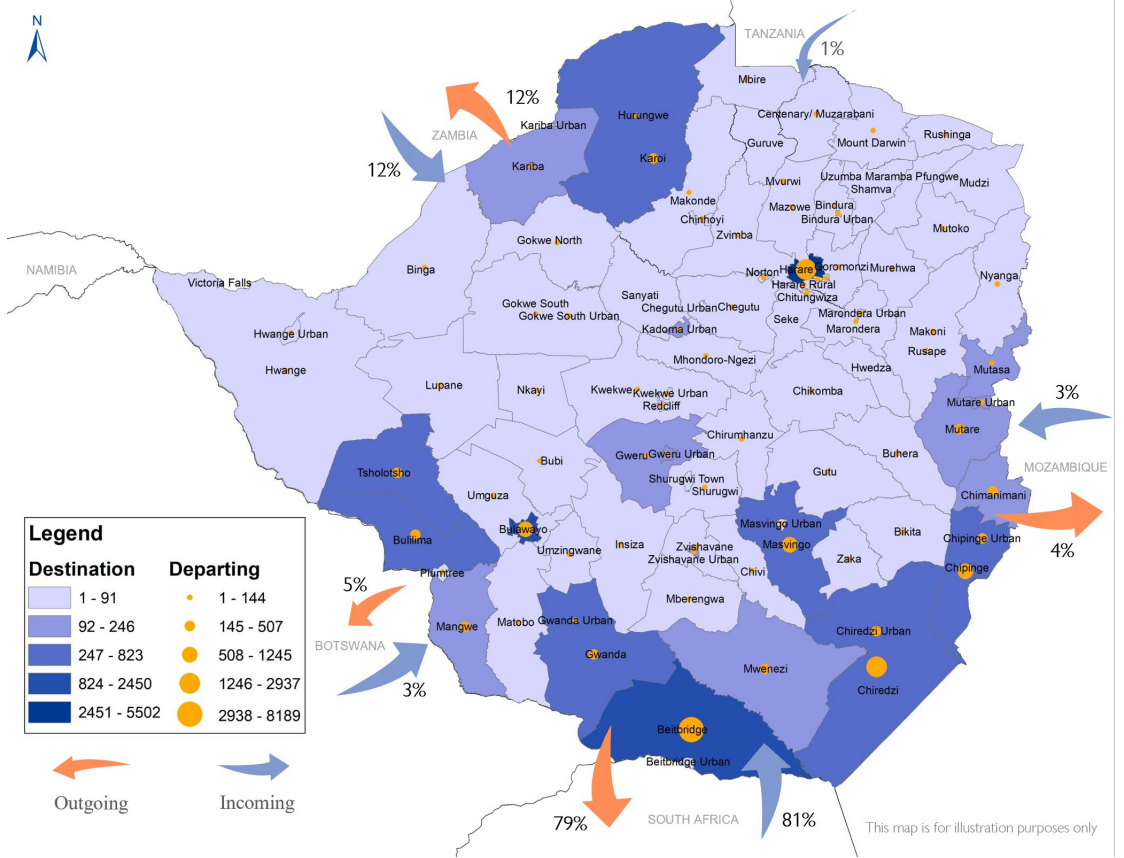 N
TANZANIA
1%
Mbire
12%
Hurungwe
Centenary/ Muzarabani
Kariba Urban
ZAMBIA
Mount Darwin
Rushinga
Guruve
Karoi
Kariba
12%
Mvurwi
Uzumba Maramba Pfungwe
Mudzi
Shamva
Makonde
Mazowe
Bindura
Bindura Urban
Chinhoyi
Zvimba
Mutoko
Gokwe North
NAMIBIA
Binga
Norton
Harare
Goromonzi
Murehwa
Nyanga
Victoria Falls
Harare Rural
Chitungwiza
Sanyati
Gokwe South
Gokwe South Urban
Chegutu Urban
Chegutu
Seke
Marondera Urban
Marondera
Kadoma Urban
Makoni
Hwange Urban
Rusape
Mhondoro-Ngezi
Hwange
Hwedza
Mutasa
Lupane
Nkayi
Kwekwe
Kwekwe Urban
Redcliff
Chikomba
Mutare Urban
3%
Mutare
Chirumhanzu
Gweru
Gweru Urban
Buhera
Bubi
MOZAMBIQUE
Tsholotsho
Shurugwi Town
Shurugwi
Gutu
Umguza
Chimanimani
Legend
Bulawayo
Masvingo Urban
Bikita
Chipinge Urban
4%
Bulilima
Umzingwane
Insiza
Zvishavane
Zvishavane Urban
Masvingo
Zaka
Chivi
Chipinge
Plumtree
5%
Destination
Departing
1 - 91
1 - 144
92 - 246
145 - 507
247 - 823
508 - 1245
824 - 2450
1246 - 2937
2451 - 5502
2938 - 8189
Mberengwa
Mangwe
Matobo
Gwanda Urban
Chiredzi Urban
BOTSWANA
Gwanda
Mwenezi
3%
Chiredzi
Beitbridge
Beitbridge Urban
Outgoing
Incoming
79%
SOUTH AFRICA
81%
This map is for illustration purposes only